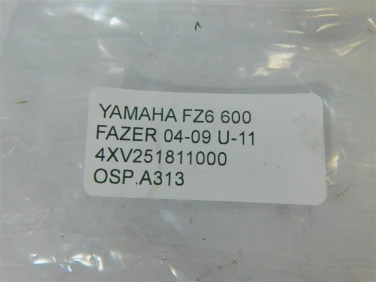 YAMAHA FZ6 600
FAZER 04-09 U-11
4XV251811000
OSP.A313